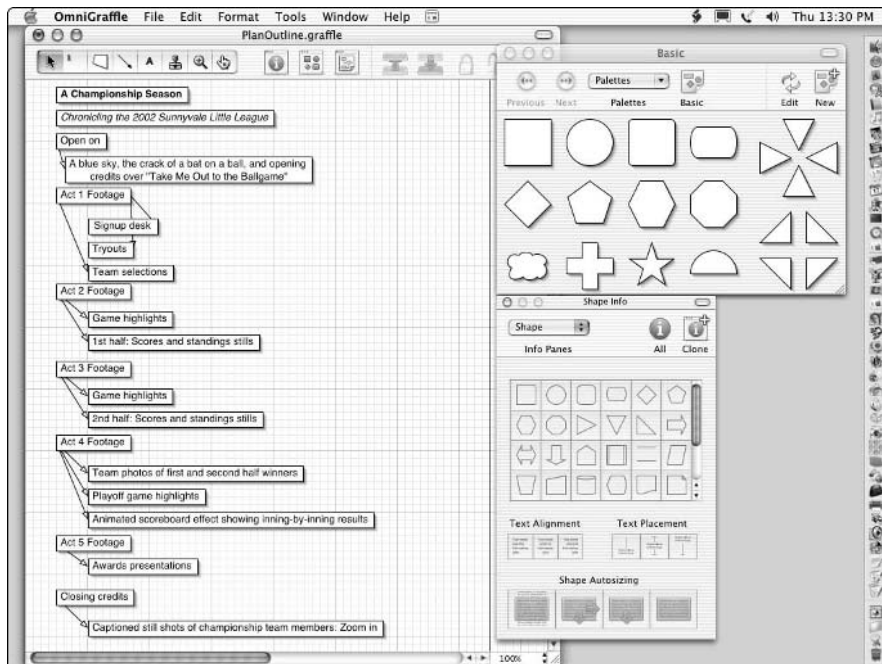 OmniGraffle File Edit Format Tools Window Help
Thu 13:30 PM
PlanOutline.graffle
A
A Championship Season
Chronicling the 2002 Sunnyvale Little League
Open on
A blue sky, the crack of a bat on a ball, and opening
credits over "Take Me Out to the Ballgame"
Act 1 Footage
Signup desk
Tryouts
Team selections
Act 2 Footage
Game highlights
1st half: Scores and standings stills
Act 3 Footage
Game highlights
2nd half: Scores and standings stills
Act 4 Footage
Team photos of first and second half winners
Playoff game highlights
Animated scoreboard effect showing inning-by-inning results
Act 5 Footage
Awards presentations
Closing credits
Captioned still shots of championship team members: Zoom in
100%
Basic
Palettes
Previous Next Palettes Basic Edit New
Shape Info
Shape
Info Panes All Clone
Text Alignment Text Placement
Shape Autosizing